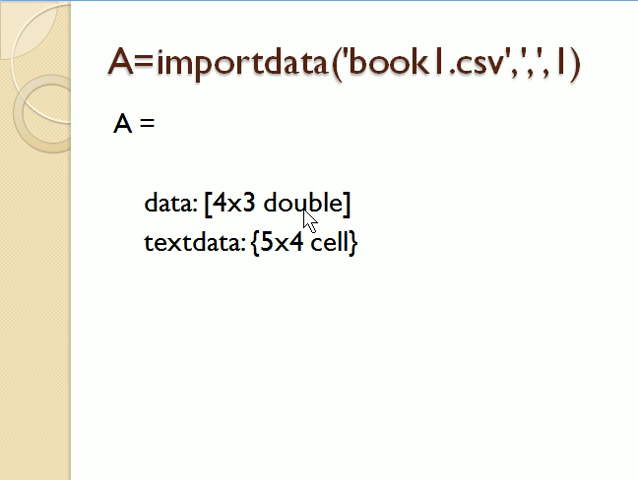 A=importdata('book1.csv',',',1)
A =
data: [4x3 double]
textdata: {5x4 cell}